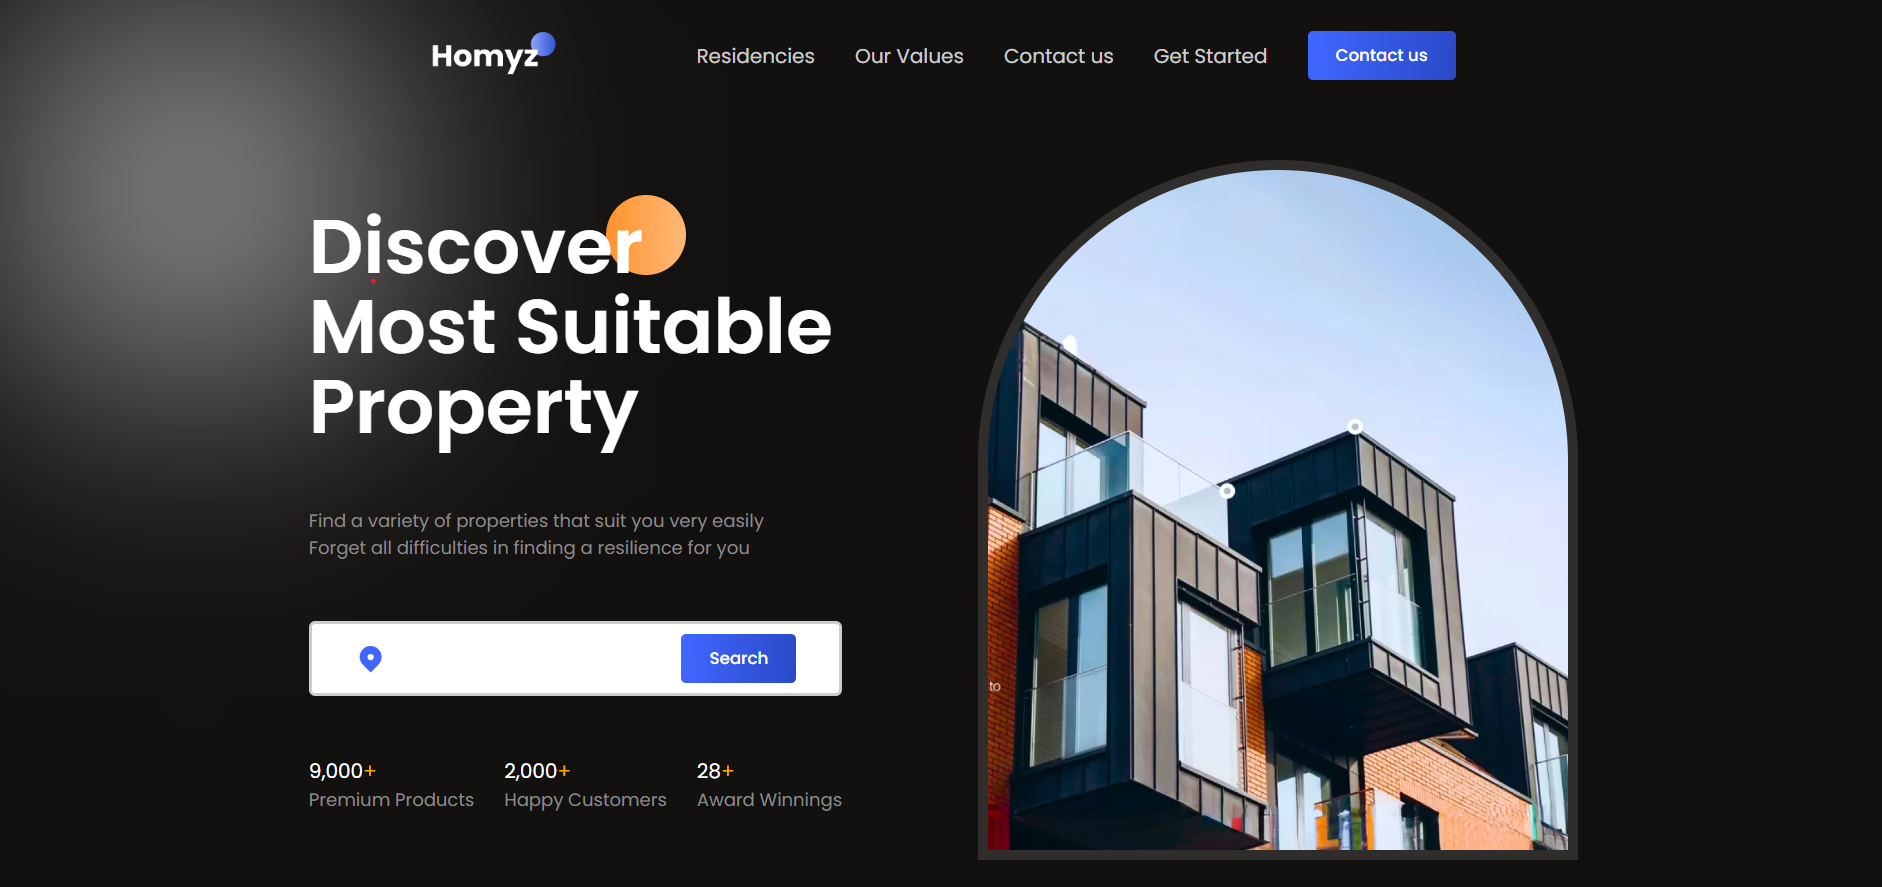 Homyz
Residencies
Our Values
Contact us
Get Started
Contact us
Discover
Most Suitable
Property
Find a variety of properties that suit you very easily
Forget all difficulties in finding a resilience for you
Search
to
9,000+
Premium Products
2,000+
Happy Customers
28+
Award Winnings